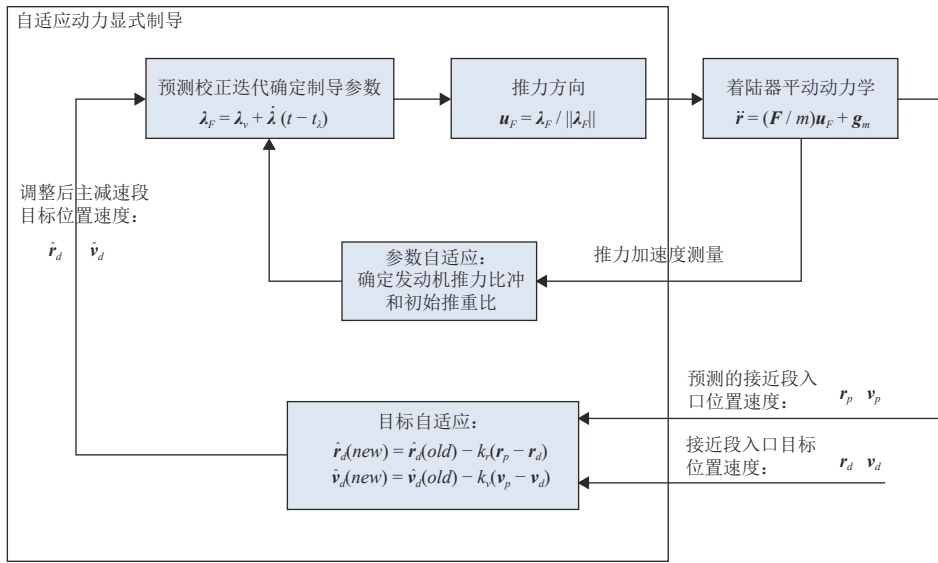 自适应动力显式制导
预测校正迭代确定制导参数
λ_F = λ_v + λ̇ (t − t_λ)
推力方向
u_F = λ_F / ||λ_F||
着陆器平动动力学
r̈ = (F / m)u_F + g_m
调整后主减速段
目标位置速度：
r̂_d v̂_d
参数自适应：
确定发动机推力比冲
和初始推重比
推力加速度测量
目标自适应：
r̂_d(new) = r̂_d(old) − k_r(r_p − r_d)
v̂_d(new) = v̂_d(old) − k_v(v_p − v_d)
预测的接近段入
口位置速度： r_p v_p
接近段入口目标
位置速度： r_d v_d